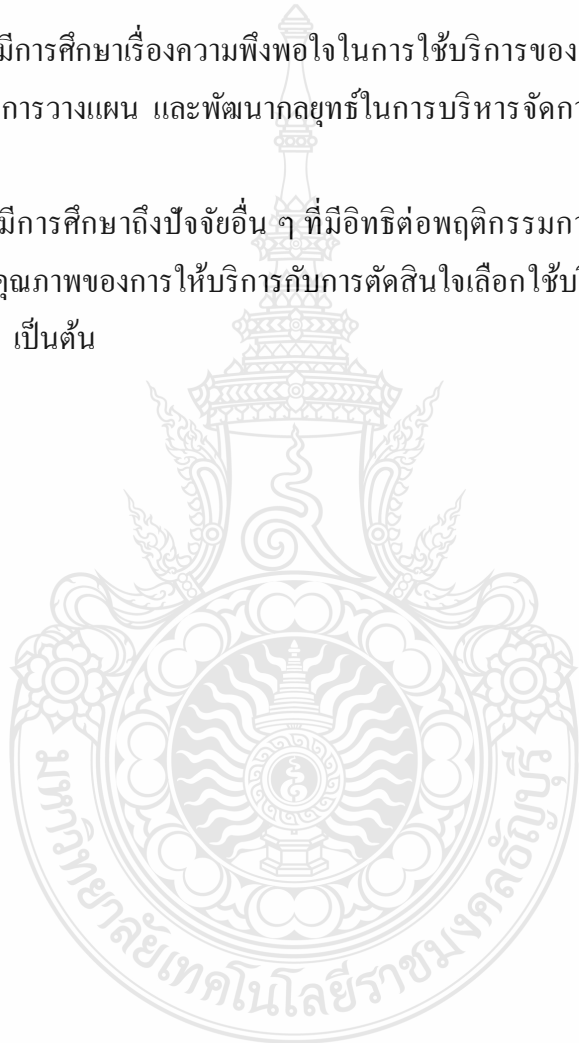 มีการศึกษาเรื่องความพึงพอใจในการใช้บริการของ
การวางแผน และพัฒนากลยุทธ์ในการบริหารจัดกา
มีการศึกษาถึงปัจจัยอื่น ๆ ที่มีอิทธิต่อพฤติกรรมกา
คุณภาพของการให้บริการกับการตัดสินใจเลือกใช้บริ
เป็นต้น
มหาวิทยาลัยเทคโนโลยีราชมงคลธัญบุรี